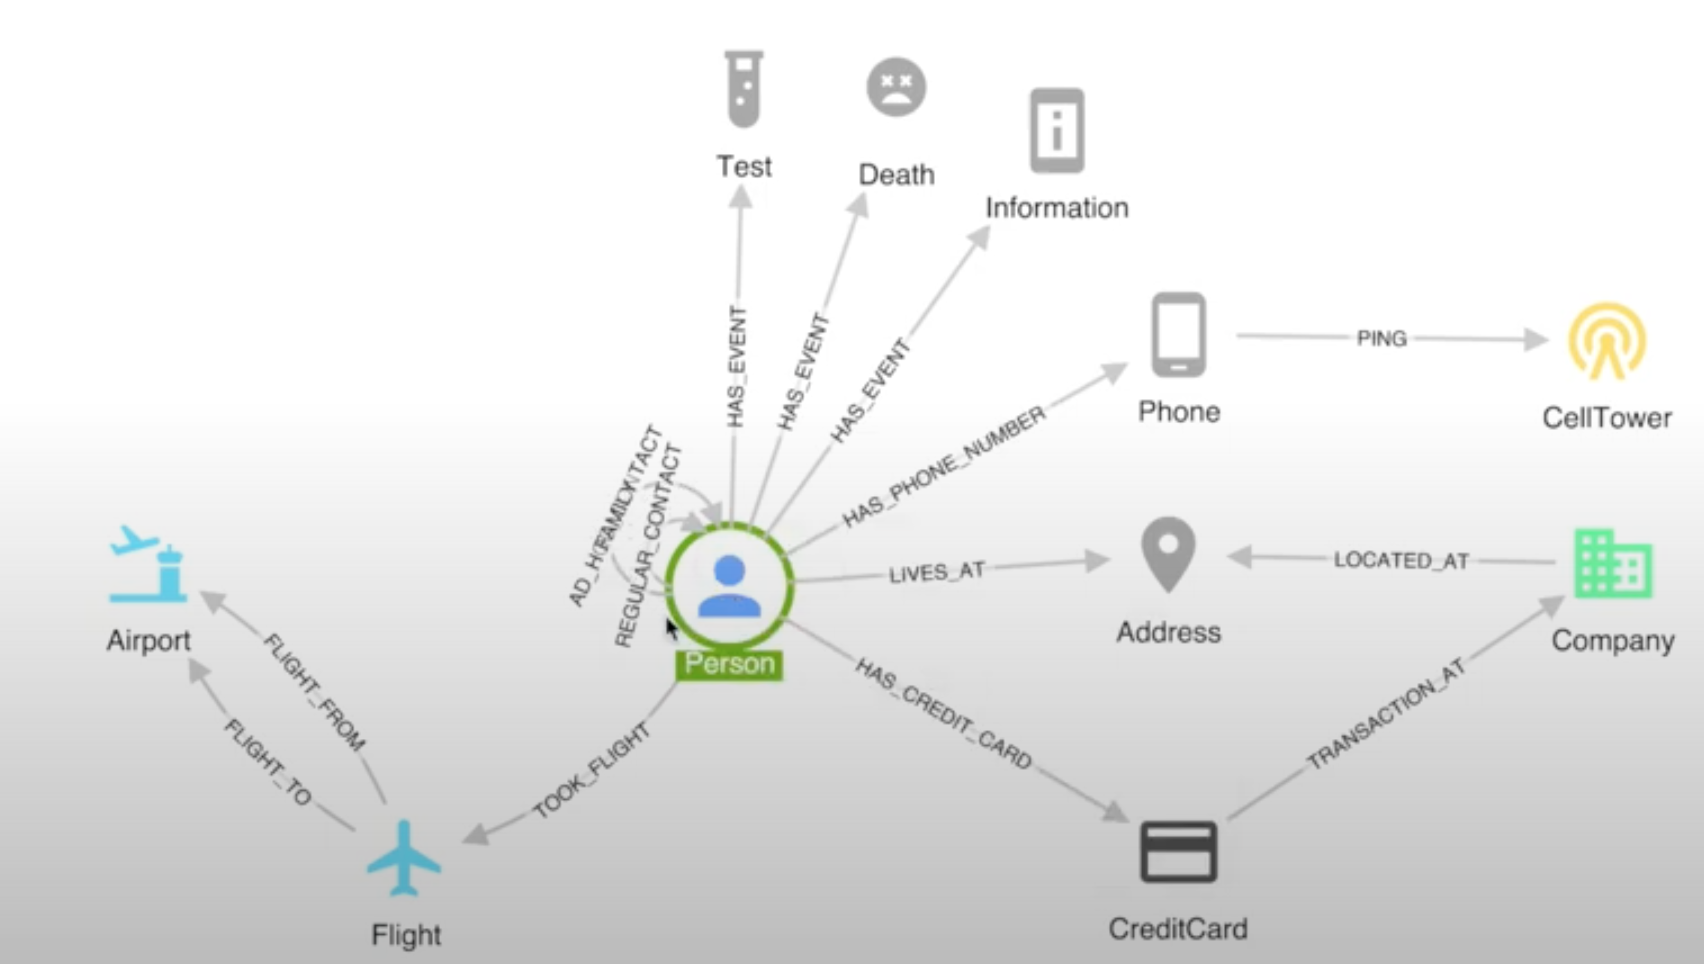 Test
Death
Information
HAS_EVENT
HAS_EVENT
HAS_EVENT
Phone
PING
CellTower
HAS_PHONE_NUMBER
FAMILY
REGULAR_CONTACT
Airport
LIVES_AT
Address
LOCATED_AT
Company
Person
FLIGHT_FROM
FLIGHT_TO
TOOK_FLIGHT
HAS_CREDIT_CARD
TRANSACTION_AT
Flight
CreditCard